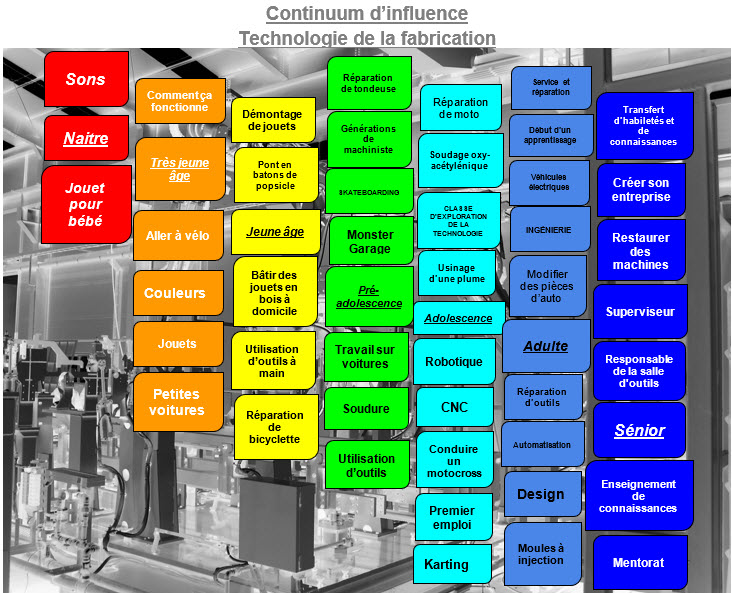 Continuum d'influence
Technologie de la fabrication
Sons
Naitre
Jouet
pour
bébé
Comment ça
fonctionne
Très jeune
âge
Aller à vélo
Couleurs
Jouets
Petites
voitures
Démontage
de jouets
Pont en
batons de
popsicle
Jeune âge
Bâtir des
jouets en
bois à
domicile
Utilisation
d'outils à
main
Réparation
de
bicyclette
Réparation
de tondeuse
Générations
de
machiniste
SKATEBOARDING
Monster
Garage
Pré-
adolescence
Travail sur
voitures
Soudure
Utilisation
d'outils
Réparation
de moto
Soudage oxy-
acétylénique
CLASSE
D'EXPLORATION
DE LA
TECHNOLOGIE
Usinage
d'une plume
Adolescence
Robotique
CNC
Conduire
un
motocross
Premier
emploi
Karting
Service et
réparation
Début d'un
apprentissage
Véhicules
électriques
INGÉNIERIE
Modifier
des pièces
d'auto
Adulte
Réparation
d'outils
Automatisation
Design
Moules à
injection
Transfert
d'habiletés et
de
connaissances
Créer son
entreprise
Restaurer
des
machines
Superviseur
Responsable
de la salle
d'outils
Sénior
Enseignement
de
connaissances
Mentorat